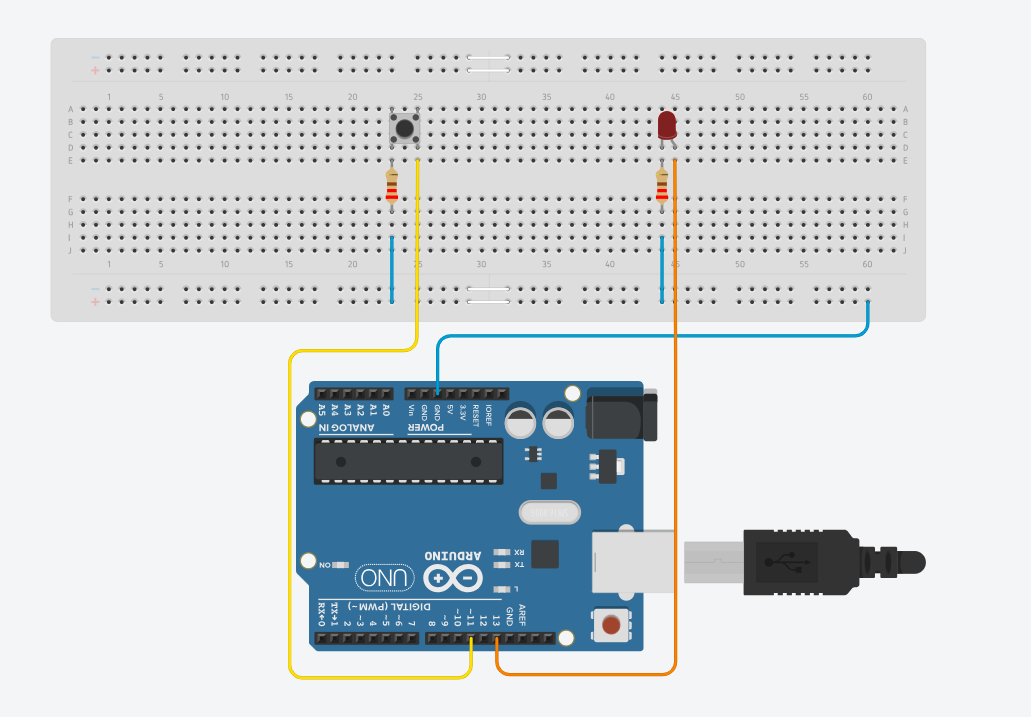 1 5 10 15 20 25 30 35 40 45 50 55 60
A A
B B
C C
D D
E E
F F
G G
H H
I I
J J
1 5 10 15 20 25 30 35 40 45 50 55 60
- +
- +
A5 A4 A3 A2 A1 A0
Vin GND GND 5V 3.3V RESET IOREF
ANALOG IN
POWER
RX
TX
ARDUINO
ON
UNO
L
DIGITAL (PWM~)
RX←0 TX→1 2 ~3 4 ~5 ~6 7 8 ~9 ~10 ~11 12 13 GND AREF